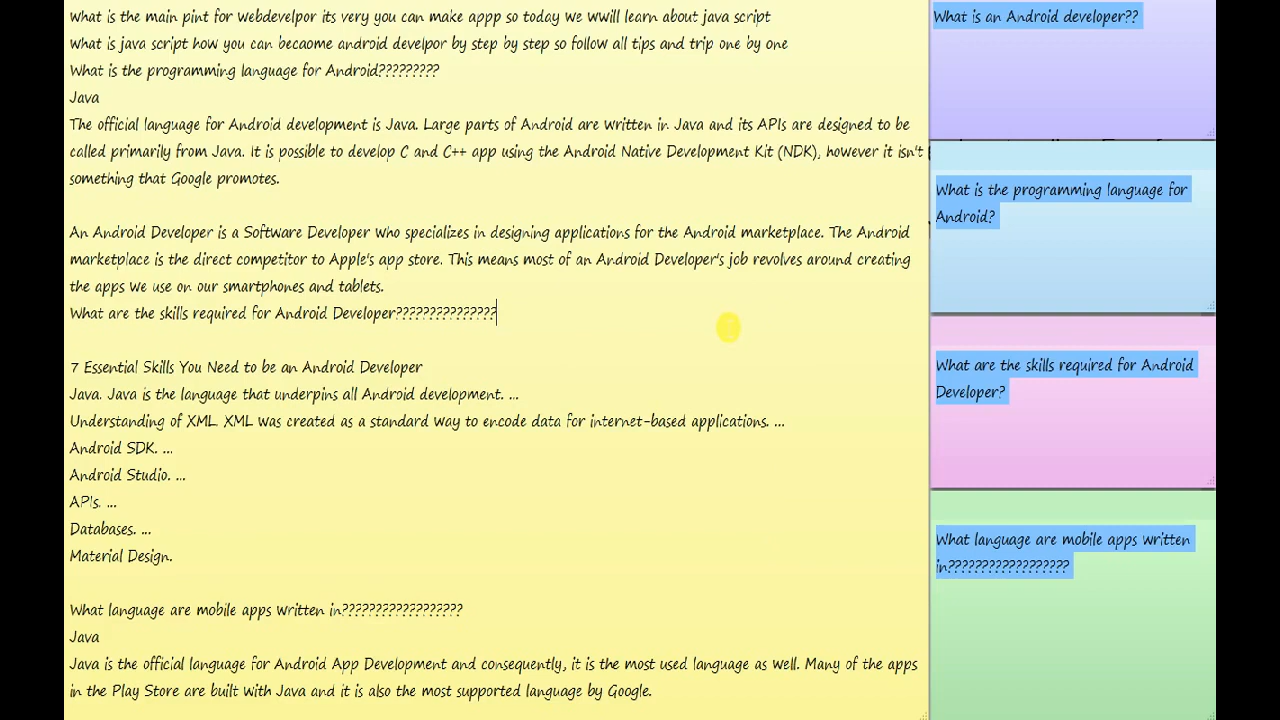 what is the main pint for webdevelpor its very you can make appp so today we wwill learn about java script
what is java script how you can becaome android develpor by step by step so follow all tips and trip one by one
What is the programming language for Android?????????
Java
The official language for Android development is Java. Large parts of Android are written in Java and its APIs are designed to be
called primarily from Java. It is possible to develop C and C++ app using the Android Native Development Kit (NDK), however it isn't
something that Google promotes.
An Android Developer is a Software Developer who specializes in designing applications for the Android marketplace. The Android
marketplace is the direct competitor to Apple's app store. This means most of an Android Developer's job revolves around creating
the apps we use on our smartphones and tablets.
What are the skills required for Android Developer???????????????
7 Essential Skills You Need to be an Android Developer
Java. Java is the language that underpins all Android development. ...
Understanding of XML. XML was created as a standard way to encode data for internet-based applications. ...
Android SDK. ...
Android Studio. ...
APIs. ...
Databases. ...
Material Design.
What language are mobile apps written in??????????????????
Java
Java is the official language for Android App Development and consequently, it is the most used language as well. Many of the apps
in the Play Store are built with Java and it is also the most supported language by Google.
What is an Android developer??
What is the programming language for
Android?
What are the skills required for Android
Developer?
What language are mobile apps written
in??????????????????